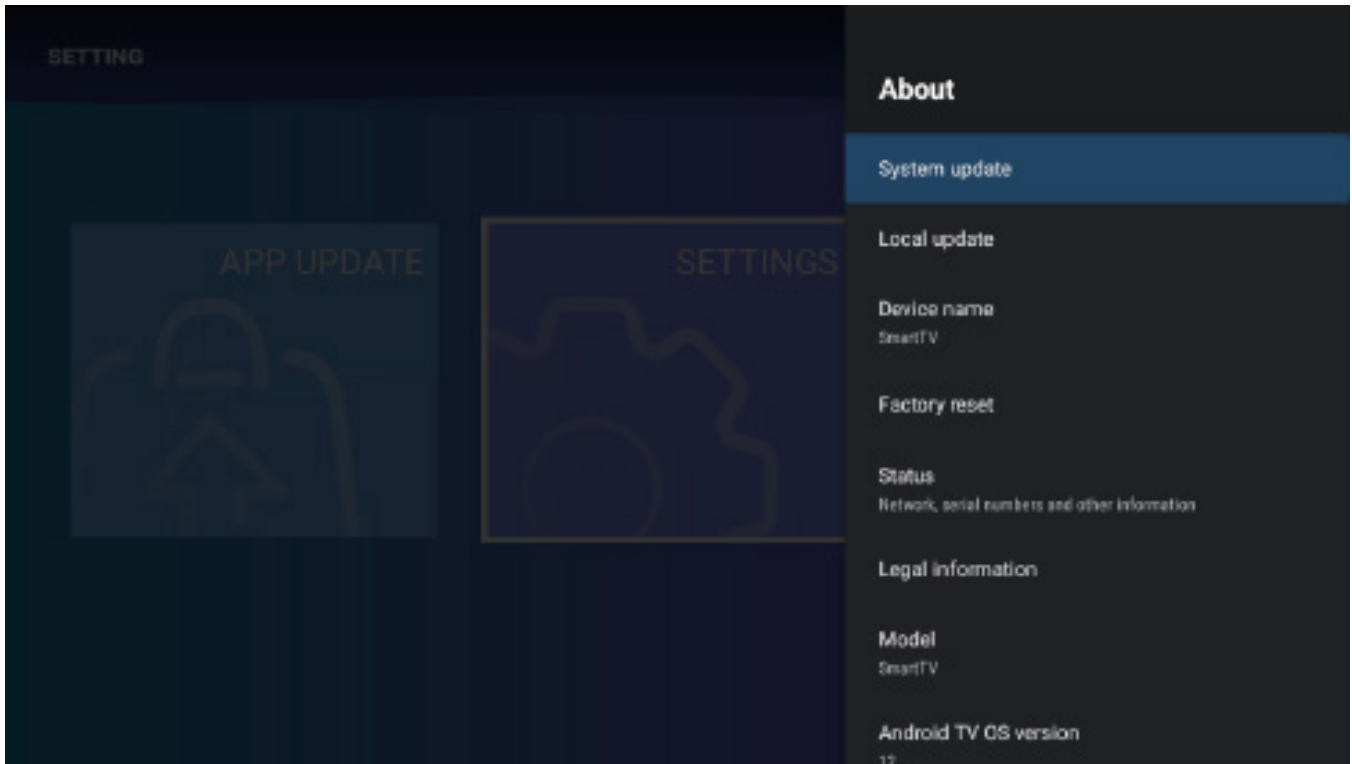 SETTING
APP UPDATE
SETTINGS
About
System update
Local update
Device name
SmartTV
Factory reset
Status
Network, serial numbers and other information
Legal information
Model
SmartTV
Android TV OS version